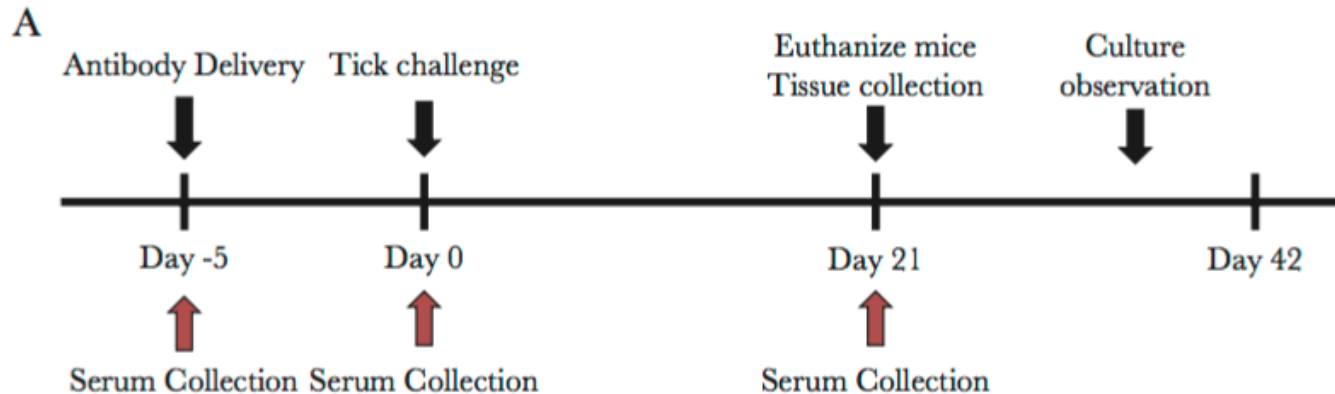 A
Antibody Delivery
Tick challenge
Euthanize mice
Tissue collection
Culture
observation
Day -5
Day 0
Day 21
Day 42
Serum Collection
Serum Collection
Serum Collection